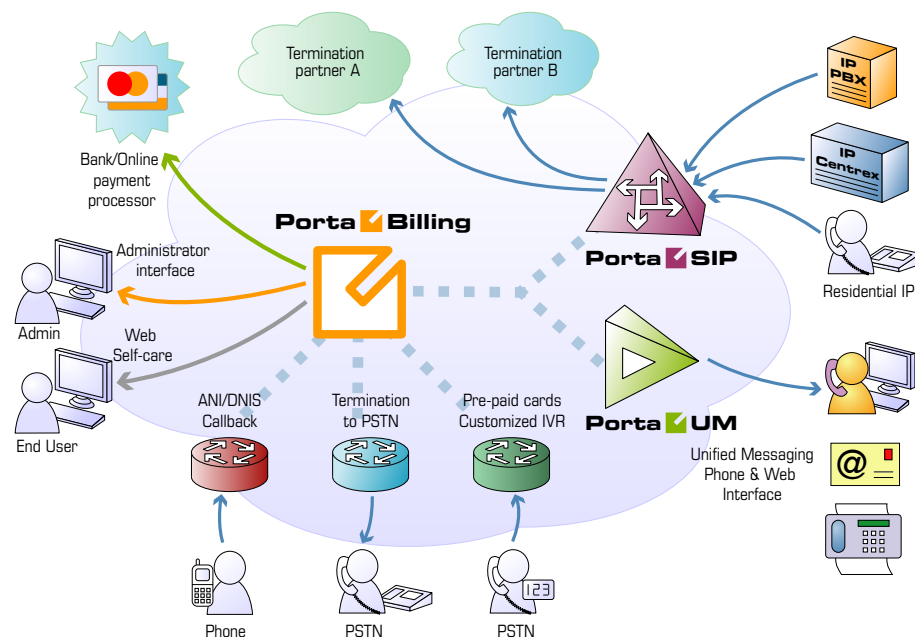 Termination
partner A
Termination
partner B
IP
PBX
IP
Centrex
Bank/Online
payment
processor
Porta Billing
Administrator
interface
Porta SIP
Residential IP
Admin
Web
Self-care
End User
ANI/DNIS
Callback
Termination
to PSTN
Pre-paid cards
Customized IVR
Porta UM
Unified Messaging
Phone & Web
Interface
@
123
Phone
PSTN
PSTN